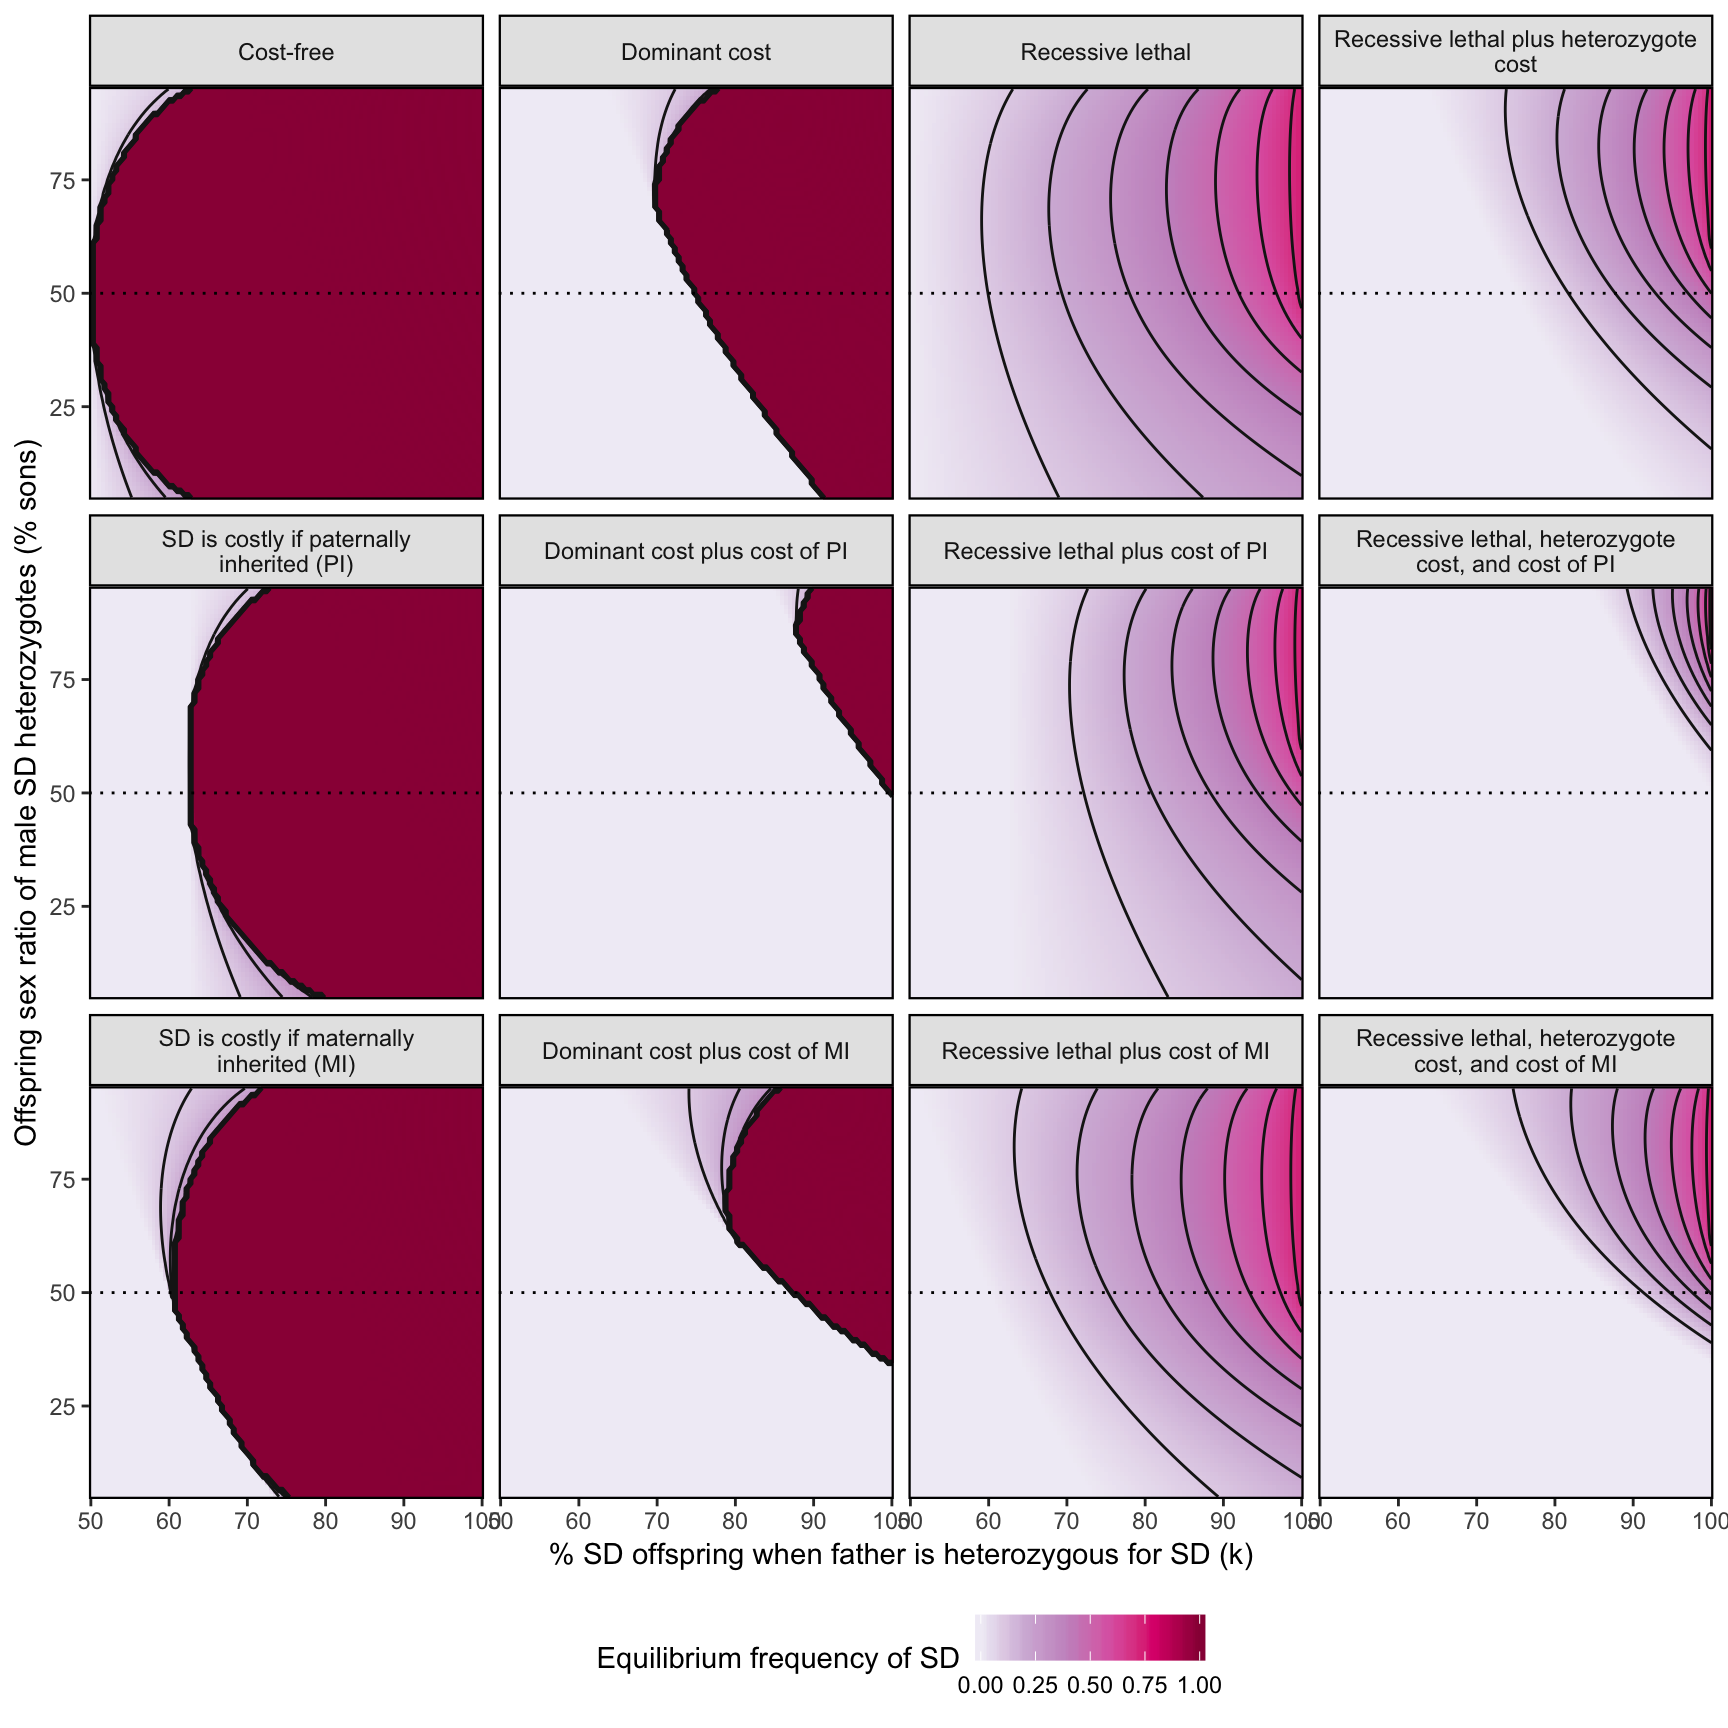 Cost-free
Dominant cost
Recessive lethal
Recessive lethal plus heterozygote
cost
75
50
25
SD is costly if paternally
inherited (PI)
Dominant cost plus cost of PI
Recessive lethal plus cost of PI
Recessive lethal, heterozygote
cost, and cost of PI
75
50
25
SD is costly if maternally
inherited (MI)
Dominant cost plus cost of MI
Recessive lethal plus cost of MI
Recessive lethal, heterozygote
cost, and cost of MI
75
50
25
Offspring sex ratio of male SD heterozygotes (% sons)
50 60 70 80 90 100 50 60 70 80 90 100 50 60 70 80 90 100 50 60 70 80 90 100
% SD offspring when father is heterozygous for SD (k)
Equilibrium frequency of SD
0.00 0.25 0.50 0.75 1.00